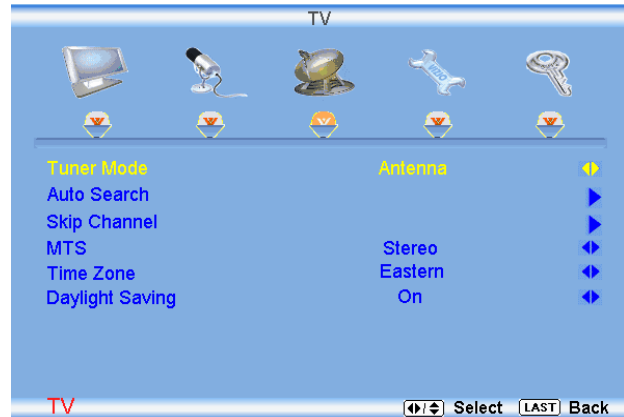 TV
Tuner Mode Antenna
Auto Search
Skip Channel
MTS Stereo
Time Zone Eastern
Daylight Saving On
TV Select LAST Back